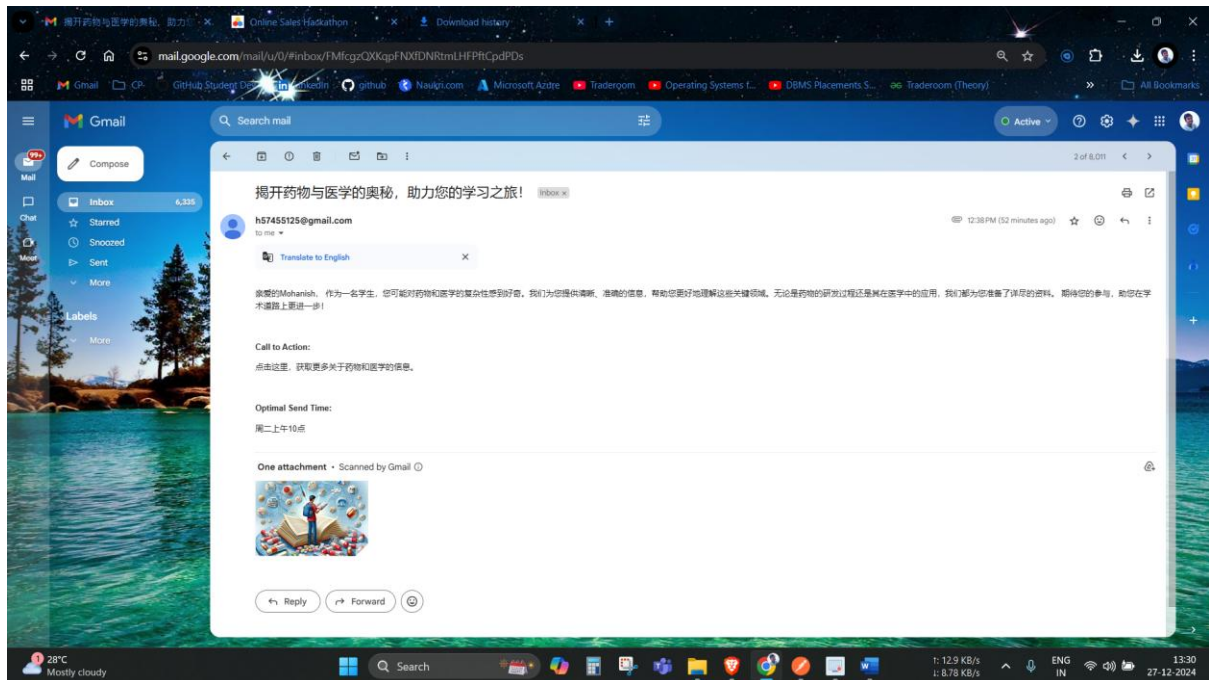 揭开药物与医学的奥秘，助力
Online Sales Hackathon
Download history
mail.google.com/mail/u/0/#inbox/FMfcgzQXKqpFNXfDNRtmLHFPftCpdPDs
Gmail
CP-
GitHub Student De
LinkedIn
github
Naukri.com
Microsoft Azure
Operating Systems f...
DBMS Placements S...
All Bookmarks
Gmail
Search mail
Active
99+
Mail
Chat
Meet
Compose
Inbox 6,335
Starred
Snoozed
Sent
More
Labels
More
2 of 8,011
揭开药物与医学的奥秘，助力您的学习之旅！ Inbox x
h57455125@gmail.com
12:38 PM (52 minutes ago)
to me
Translate to English
亲爱的Mohanish， 作为一名学生，您可能对药物和医学的复杂性感到好奇。我们为您提供清晰、准确的信息，帮助您更好地理解这些关键领域。无论是药物的研发过程还是其在医学中的应用，我们都为您准备了详尽的资料。 期待您的参与，助您在学
术道路上更进一步！
Call to Action:
点击这里，获取更多关于药物和医学的信息。
Optimal Send Time:
周二上午10点
One attachment • Scanned by Gmail
Reply
Forward
28°C
Mostly cloudy
Search
↑: 12.9 KB/s
↓: 8.78 KB/s
ENG
IN
13:30
27-12-2024